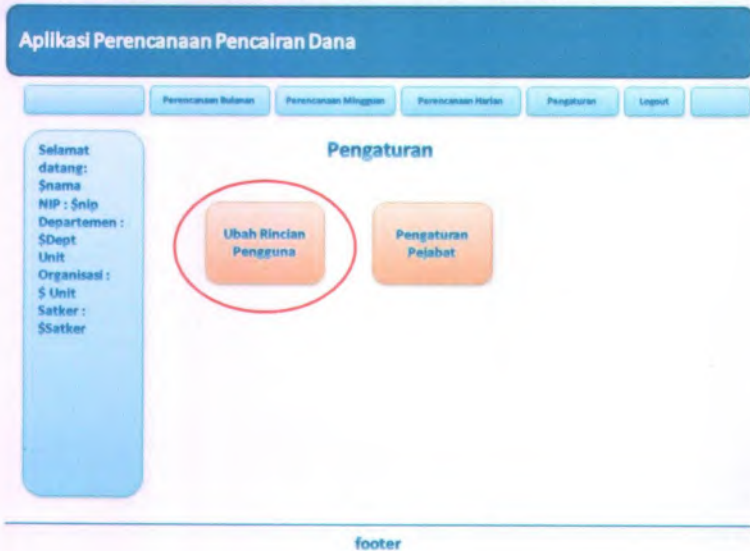 Aplikasi Perencanaan Pencairan Dana
Perencanaan Bulanan
Perencanaan Mingguan
Perencanaan Harian
Pengaturan
Logout
Selamat
datang:
$nama
NIP : $nip
Departemen :
$Dept
Unit
Organisasi :
$ Unit
Satker :
$Satker
Pengaturan
Ubah Rincian
Pengguna
Pengaturan
Pejabat
footer